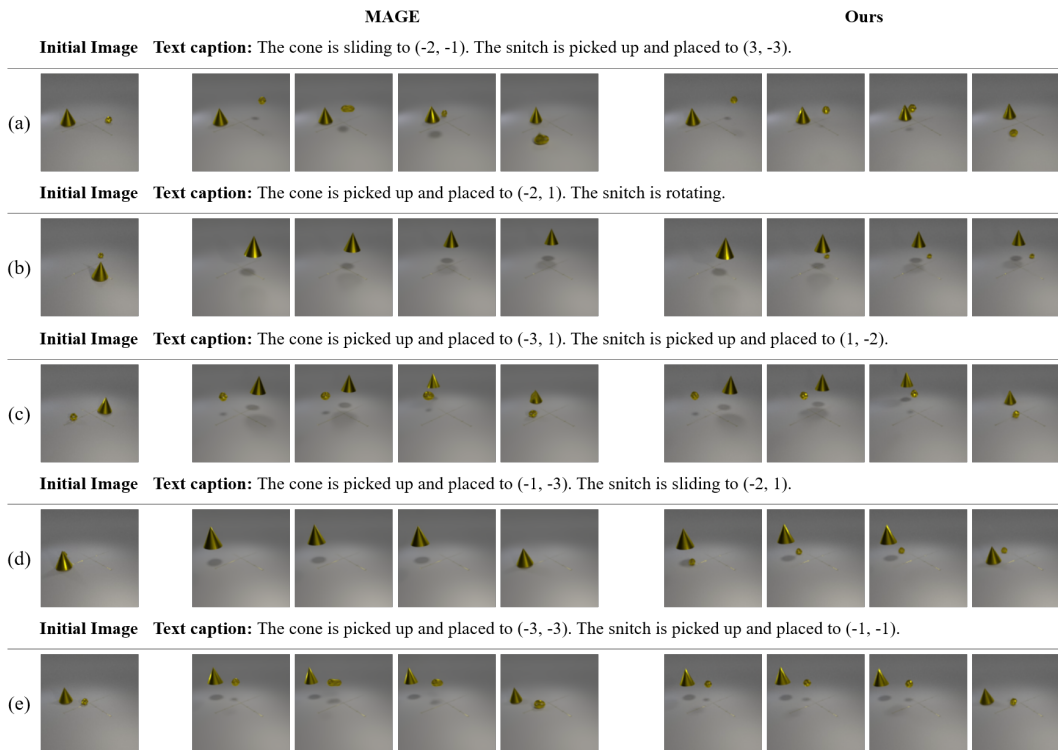 MAGE Ours
Initial Image Text caption: The cone is sliding to (-2, -1). The snitch is picked up and placed to (3, -3).
(a)
Initial Image Text caption: The cone is picked up and placed to (-2, 1). The snitch is rotating.
(b)
Initial Image Text caption: The cone is picked up and placed to (-3, 1). The snitch is picked up and placed to (1, -2).
(c)
Initial Image Text caption: The cone is picked up and placed to (-1, -3). The snitch is sliding to (-2, 1).
(d)
Initial Image Text caption: The cone is picked up and placed to (-3, -3). The snitch is picked up and placed to (-1, -1).
(e)